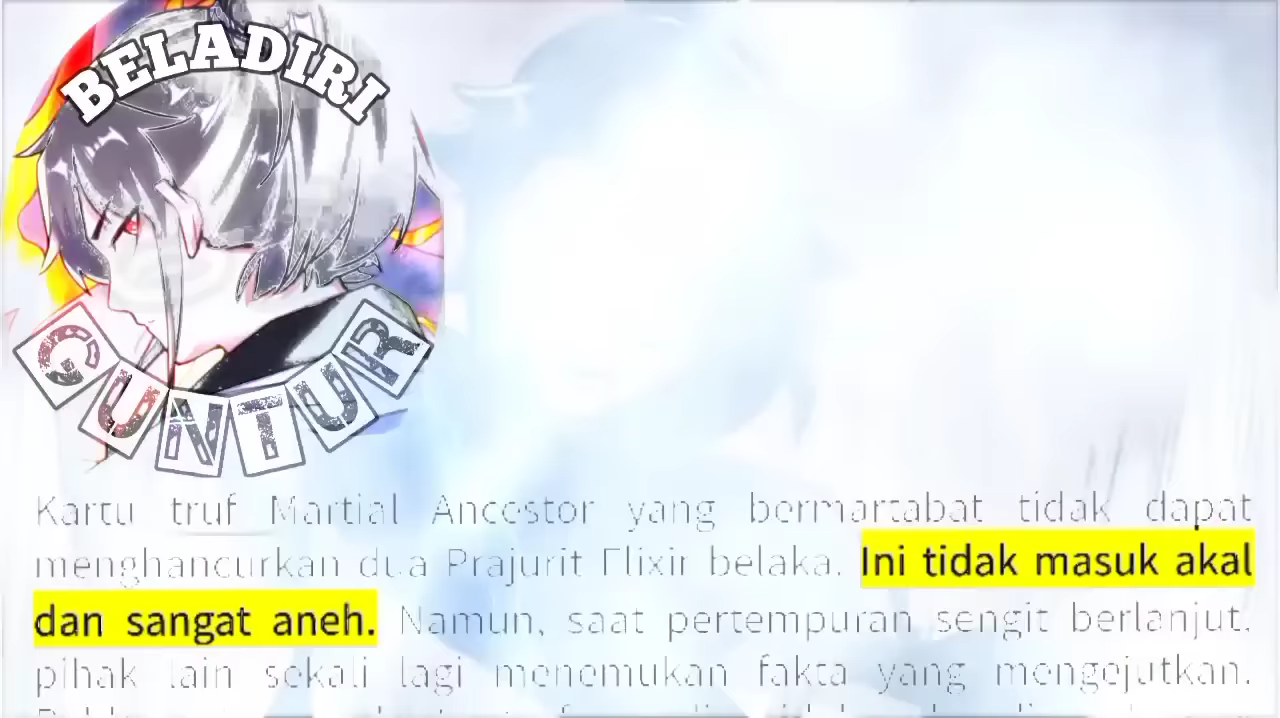 BELADIRI
GUNTUR
Kartu truf Martial Ancestor yang bermartabat tidak dapat
menghancurkan dua Prajurit Elixir belaka. Ini tidak masuk akal
dan sangat aneh. Namun, saat pertempuran sengit berlanjut,
pihak lain sekali lagi menemukan fakta yang mengejutkan.